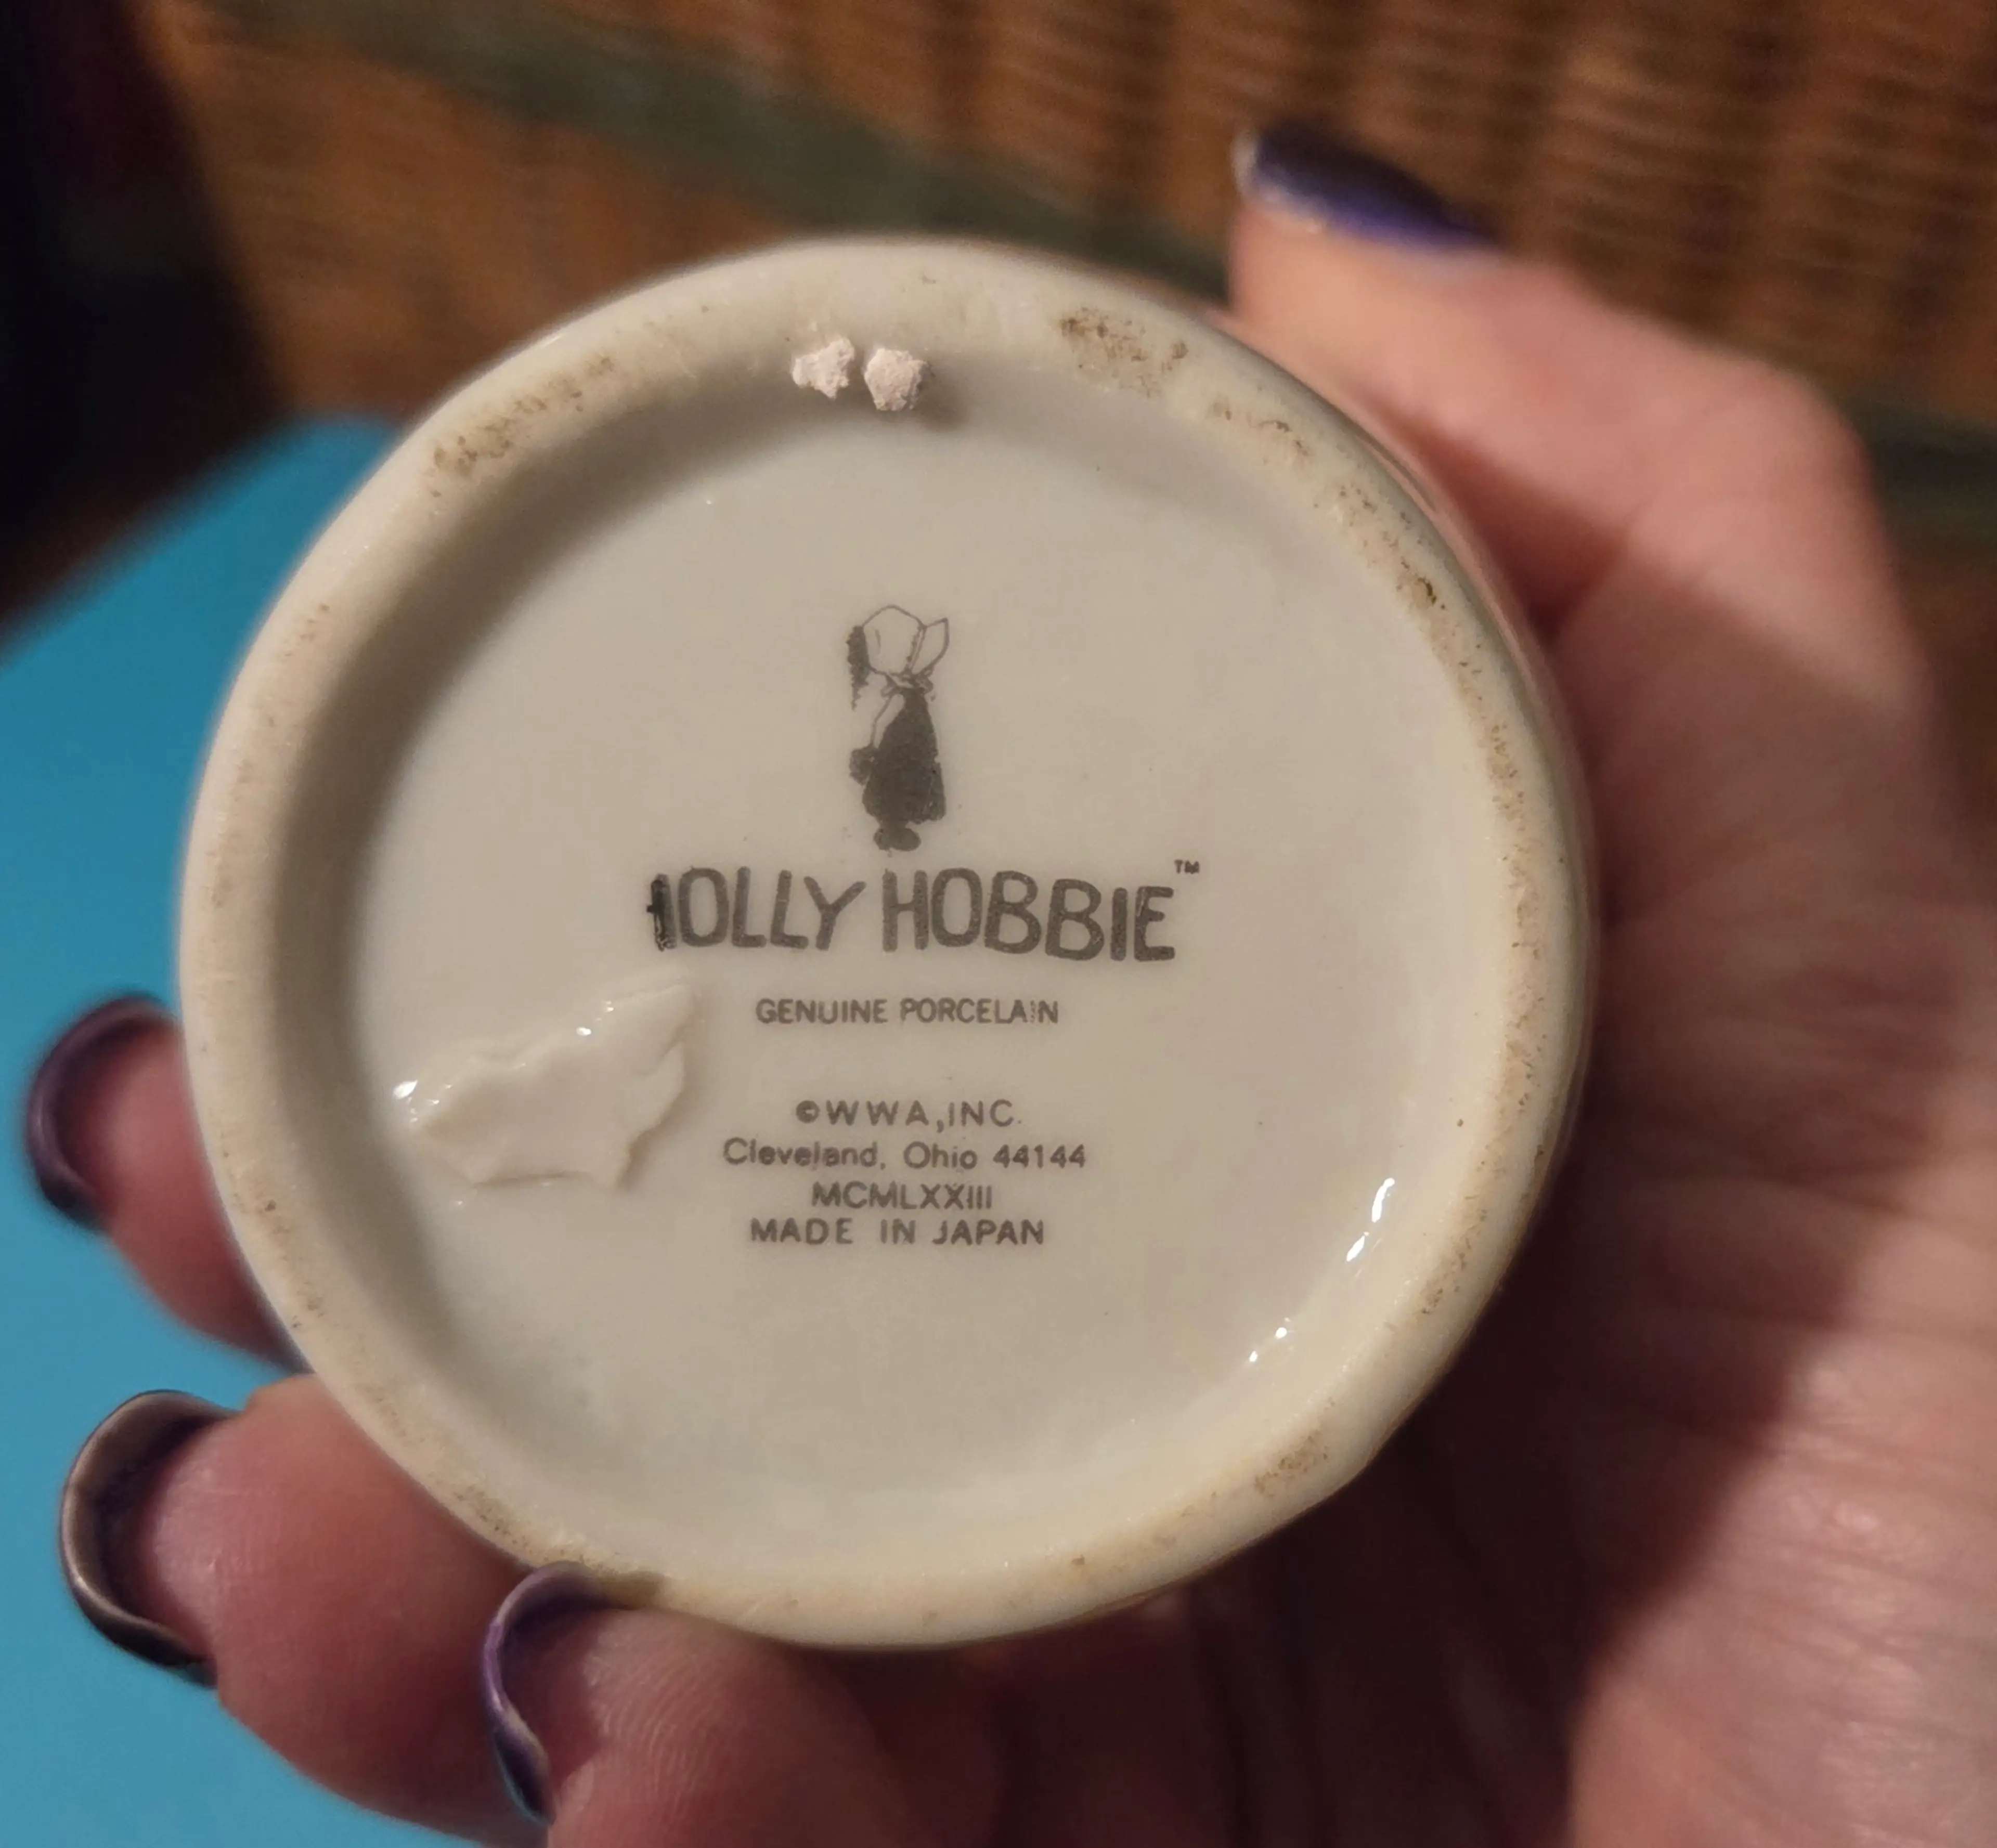 HOLLY HOBBIE™
GENUINE PORCELAIN
©WWA,INC.
Cleveland, Ohio 44144
MCMLXXIII
MADE IN JAPAN